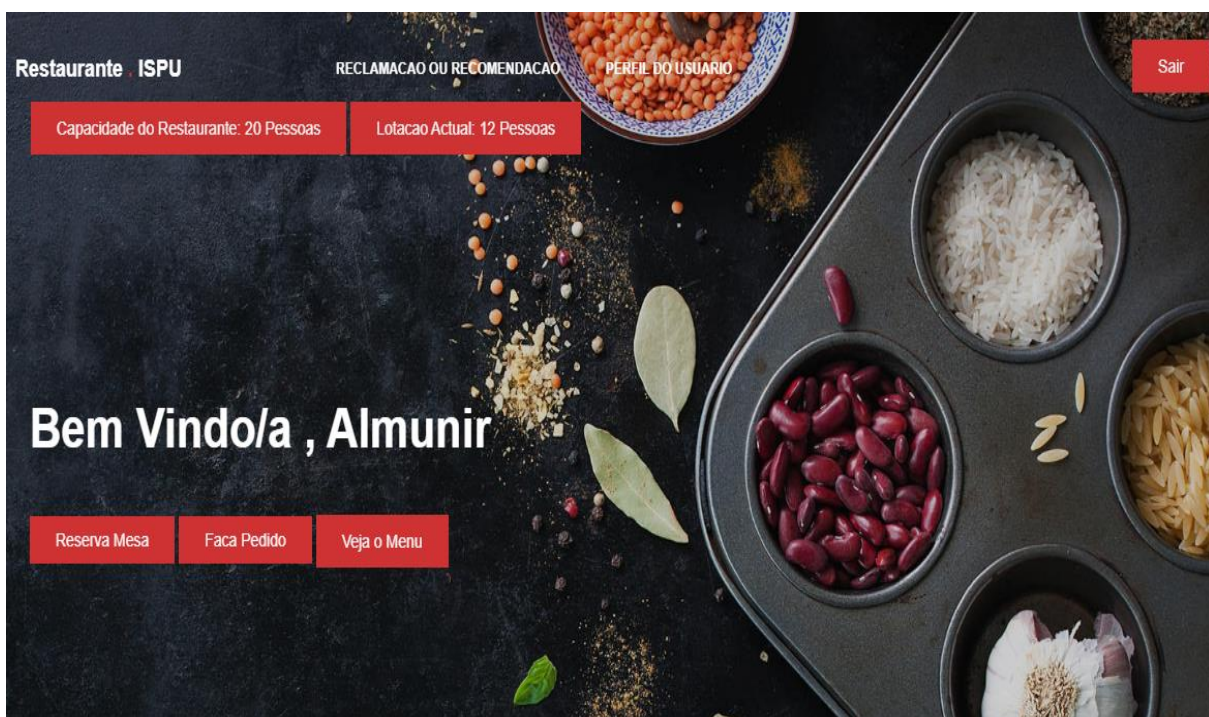 Restaurante . ISPU
RECLAMACAO OU RECOMENDACAO
PERFIL DO USUARIO
Sair
Capacidade do Restaurante: 20 Pessoas
Lotacao Actual: 12 Pessoas
Bem Vindo/a , Almunir
Reserva Mesa
Faca Pedido
Veja o Menu